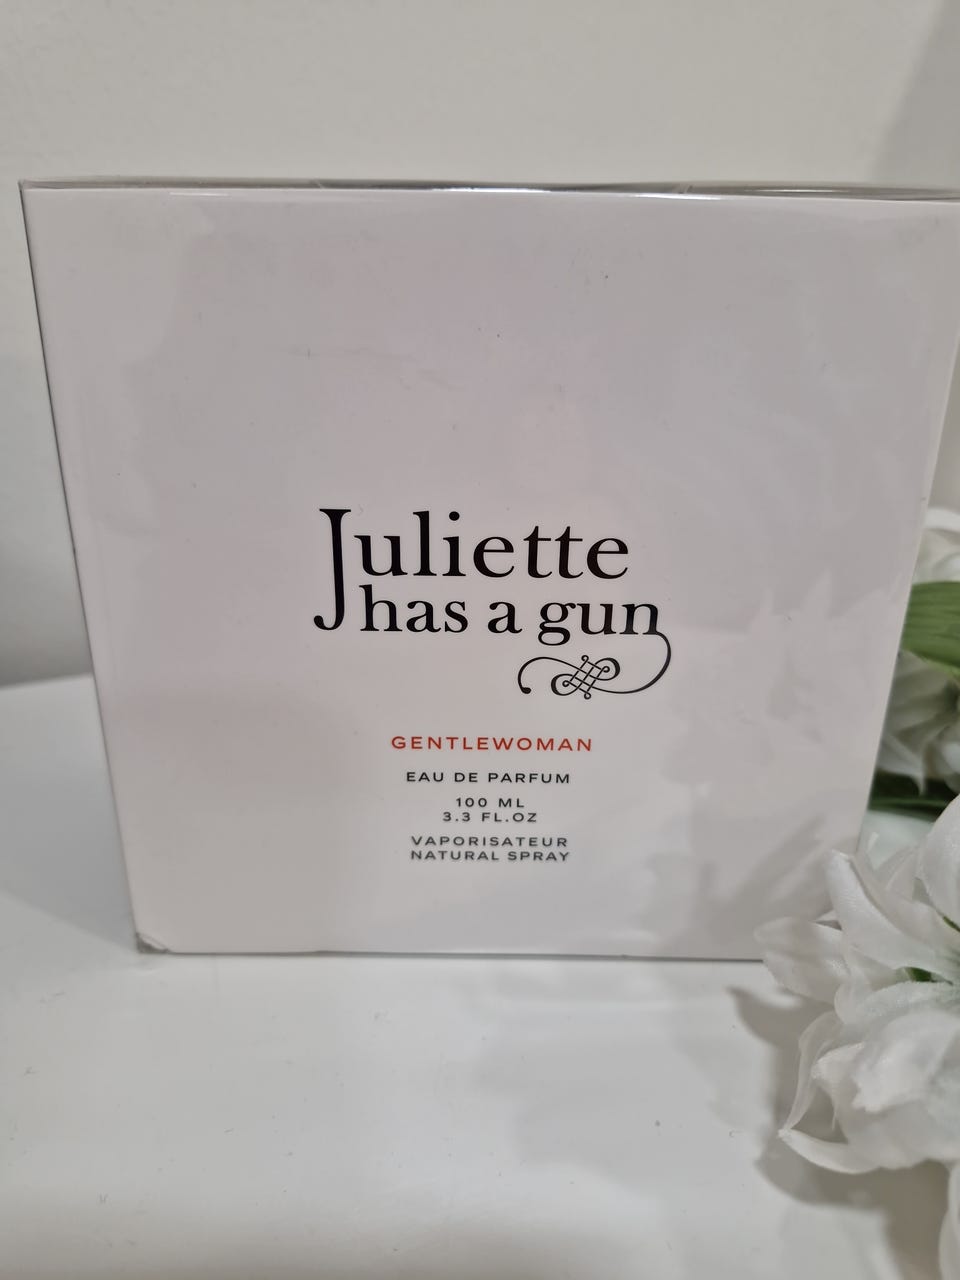 Juliette
has a gun
GENTLEWOMAN
EAU DE PARFUM
100 ML
3.3 FL.OZ
VAPORISATEUR
NATURAL SPRAY